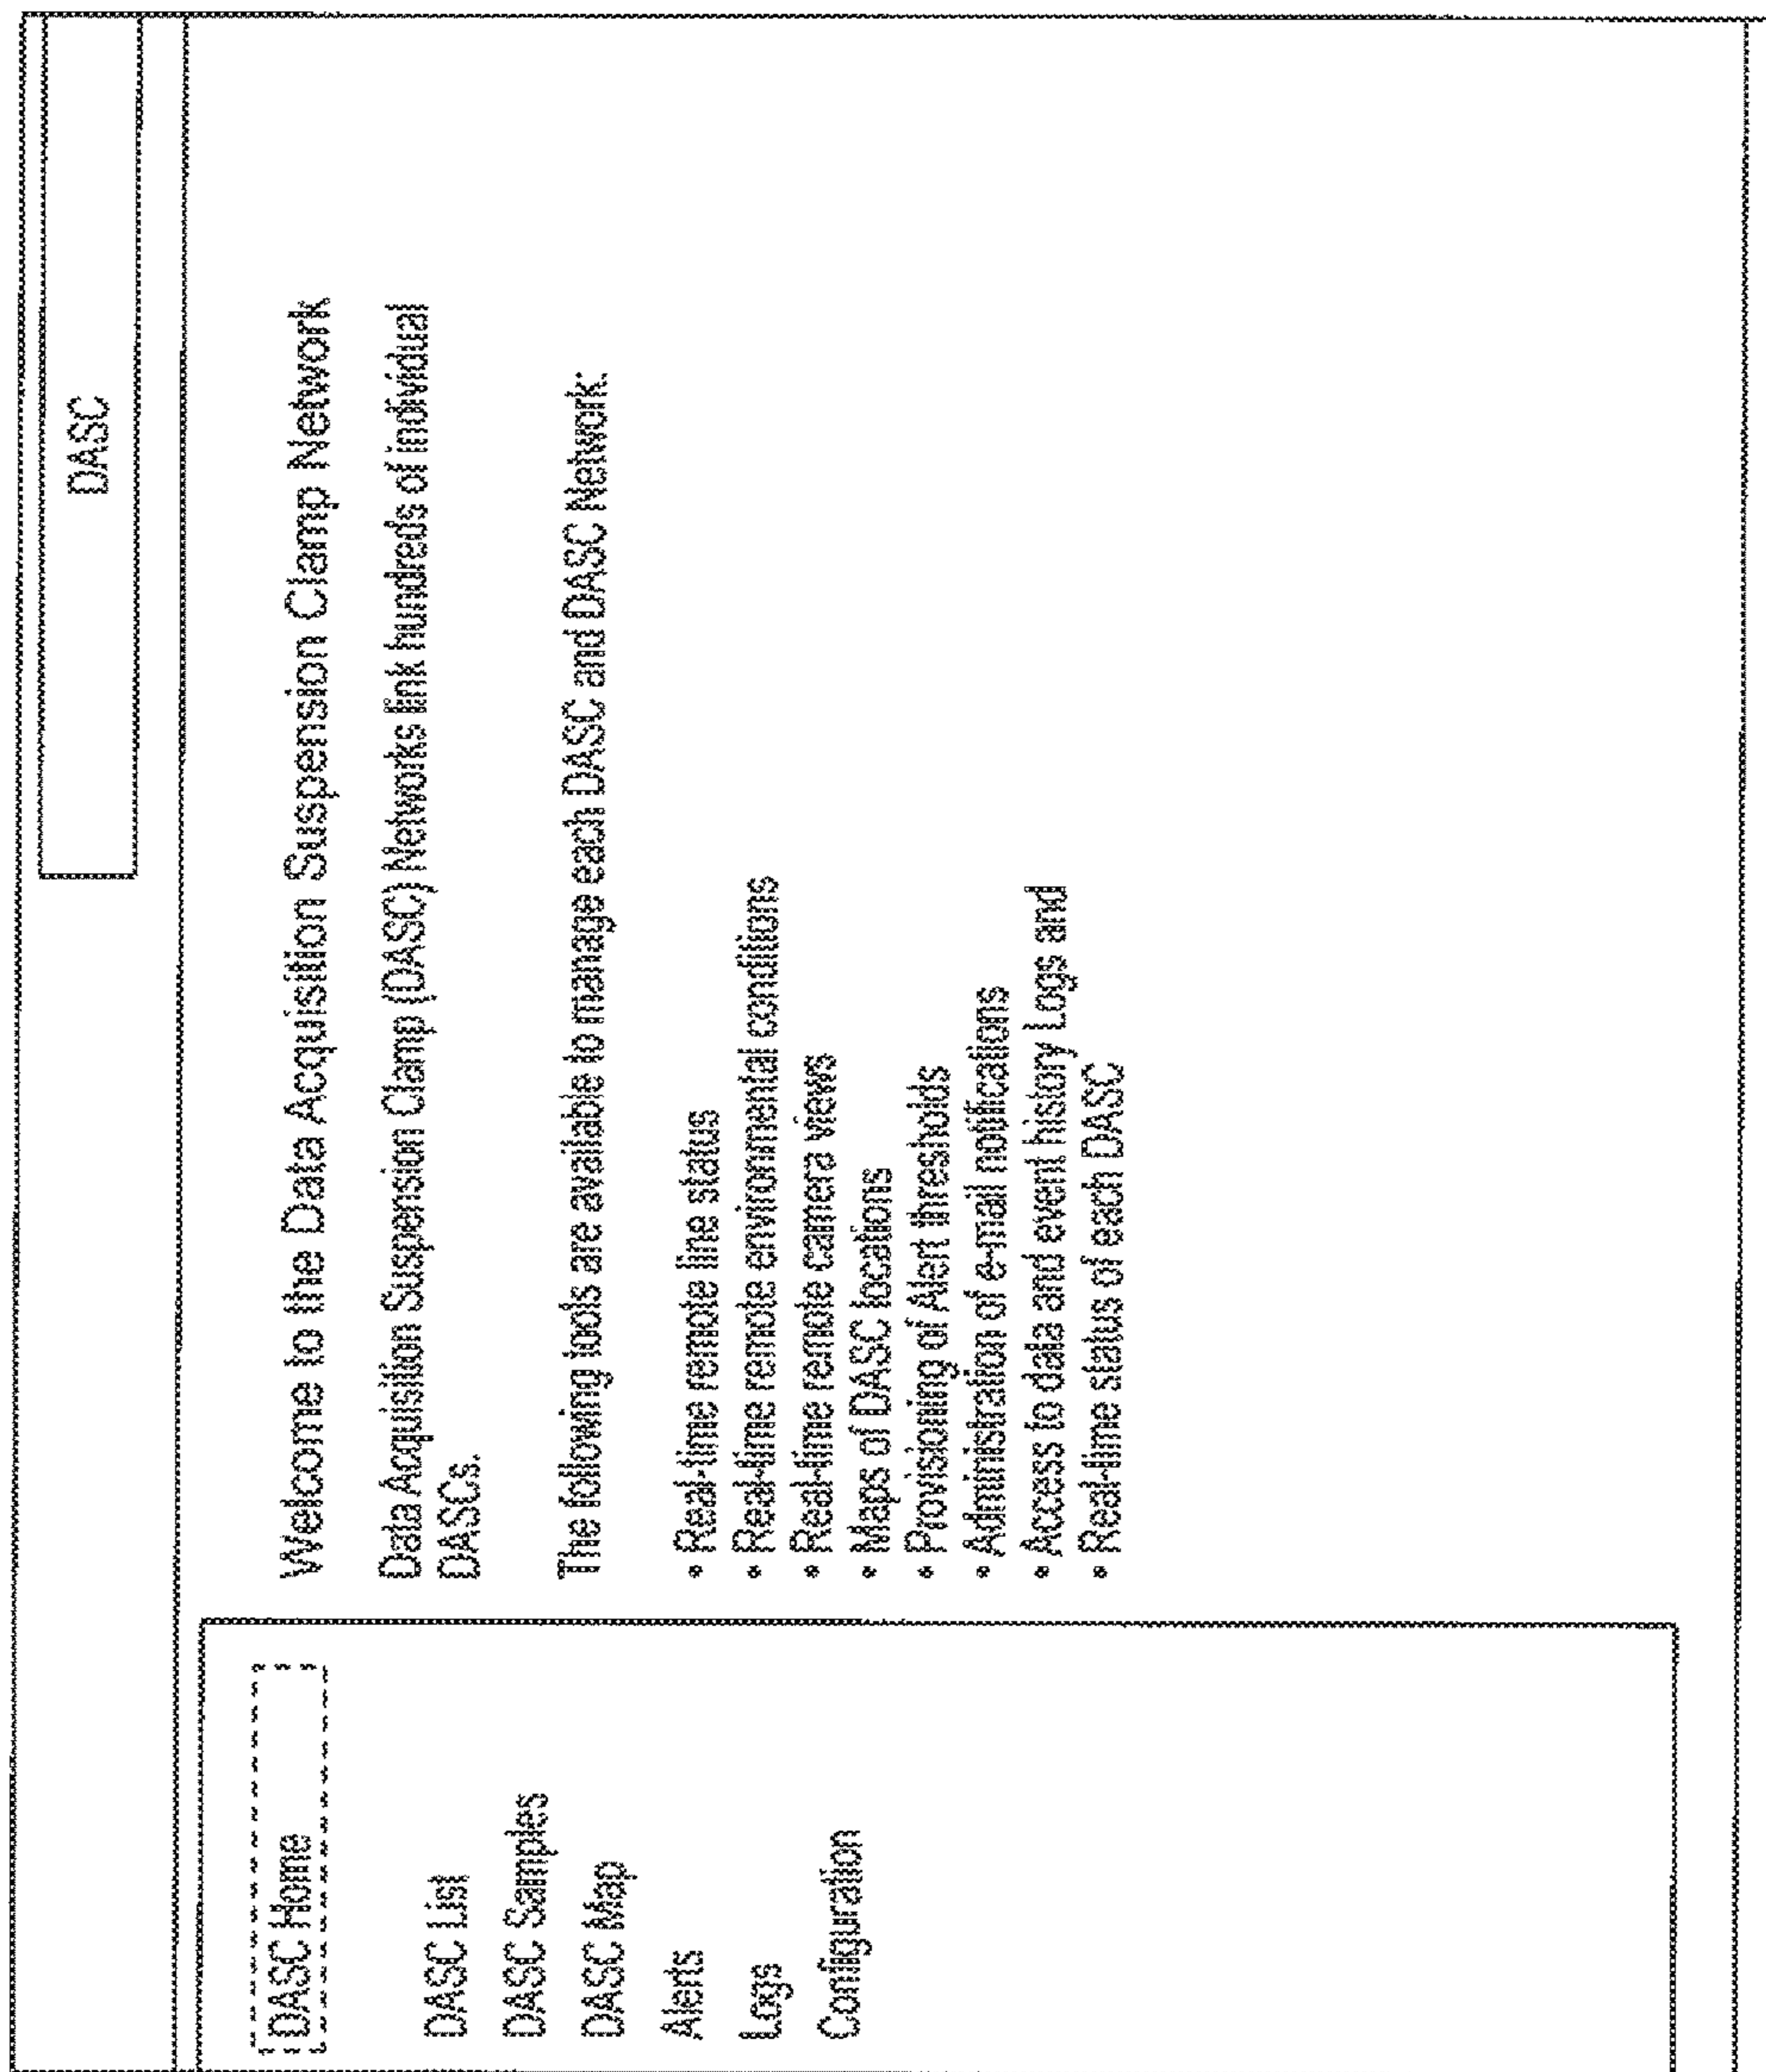 DASC
DASC Home
DASC List
DASC Samples
DASC Map
Alerts
Logs
Configuration
Welcome to the Data Acquisition Suspension Clamp Network
Data Acquisition Suspension Clamp (DASC) Networks link hundreds of individual
DASCs.
The following tools are available to manage each DASC and DASC Network:
• Real-time remote line status
• Real-time remote environmental conditions
• Real-time remote camera views
• Maps of DASC locations
• Provisioning of Alert thresholds
• Administration of e-mail notifications
• Access to data and event history Logs and
• Real-time status of each DASC